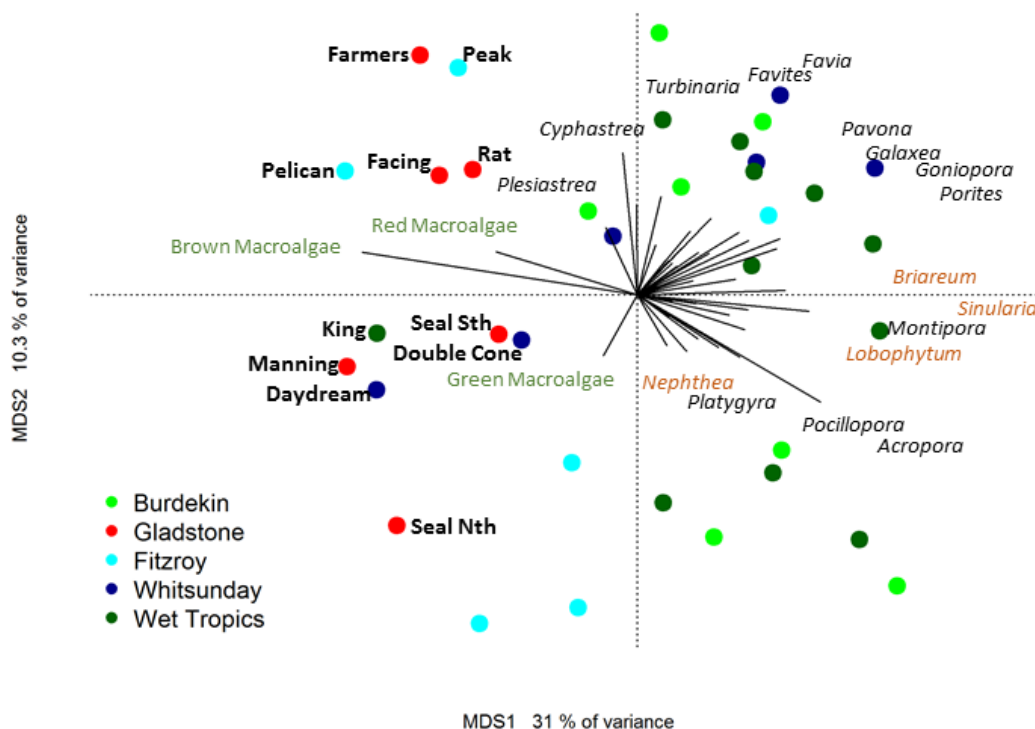 Farmers
Peak
Favia
Favites
Turbinaria
Cyphastrea
Pavona
Galaxea
Goniopora
Porites
Pelican
Facing
Rat
Plesiastrea
Red Macroalgae
Brown Macroalgae
Briareum
Sinularia
Montipora
Lobophytum
King
Seal Sth
Double Cone
Manning
Daydream
Green Macroalgae
Nephthea
Platygyra
Pocillopora
Acropora
Seal Nth
Burdekin
Gladstone
Fitzroy
Whitsunday
Wet Tropics
MDS2 10.3 % of variance
MDS1 31 % of variance